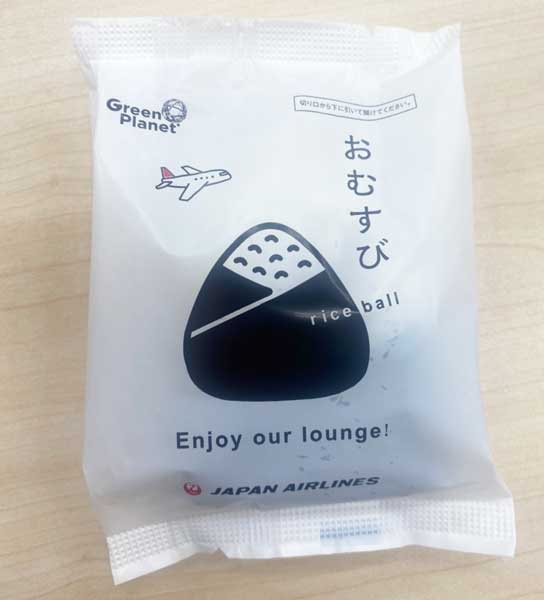 Green
Planet
切り口から下に引いて開けてください。
おむすび
rice ball
Enjoy our lounge!
JAPAN AIRLINES